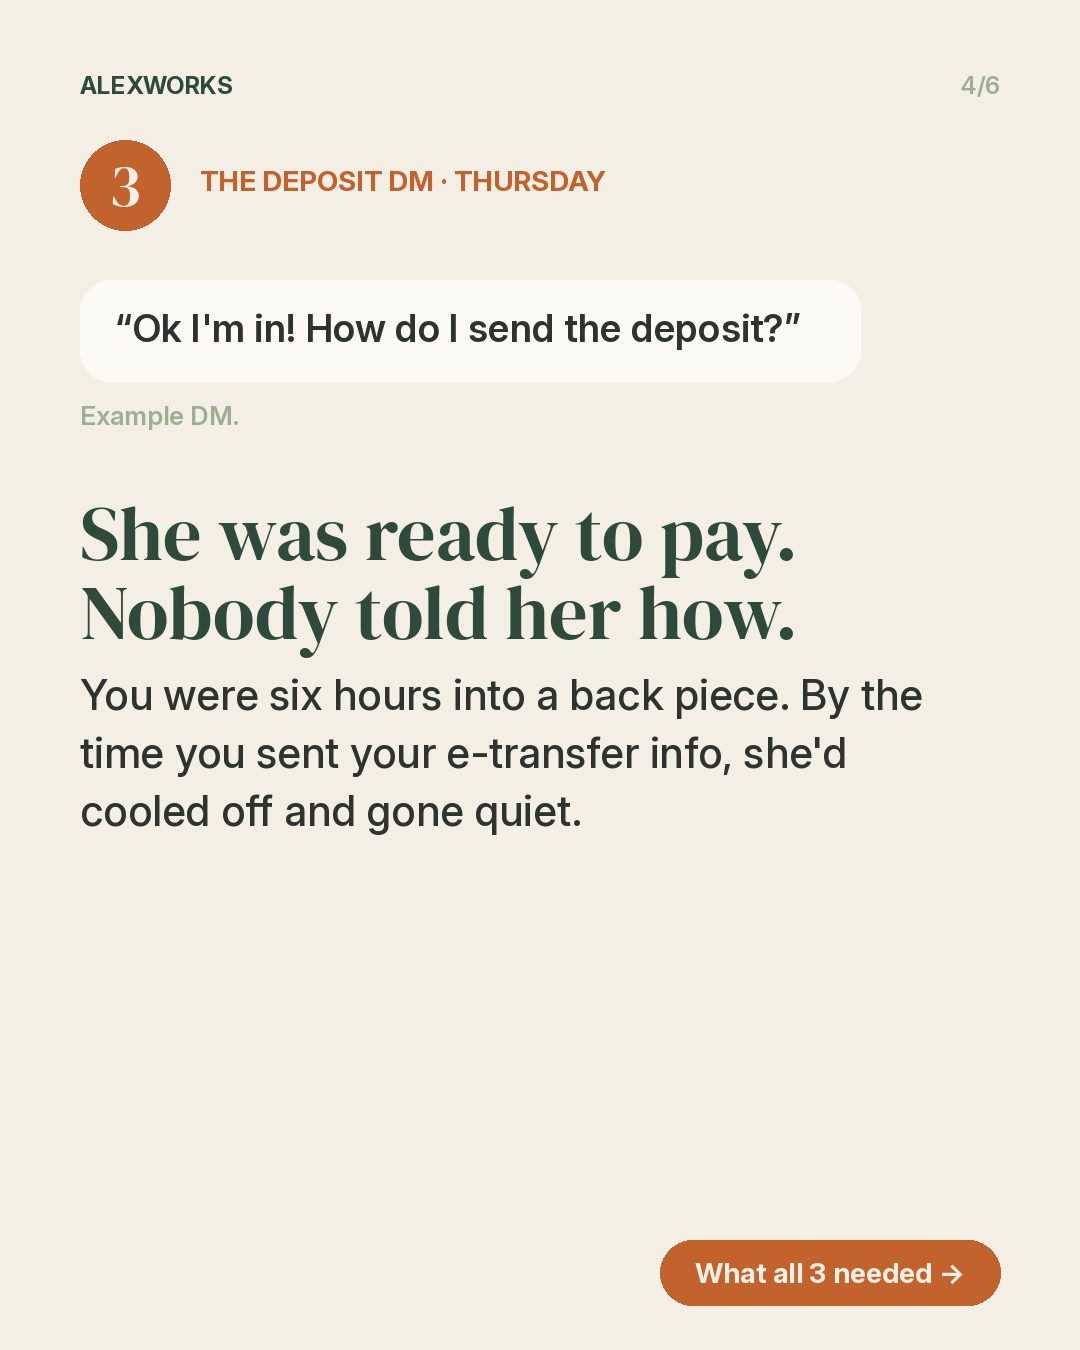 ALEXWORKS
4/6
3
THE DEPOSIT DM · THURSDAY
“Ok I'm in! How do I send the deposit?”
Example DM.
She was ready to pay.
Nobody told her how.
You were six hours into a back piece. By the
time you sent your e-transfer info, she'd
cooled off and gone quiet.
What all 3 needed →